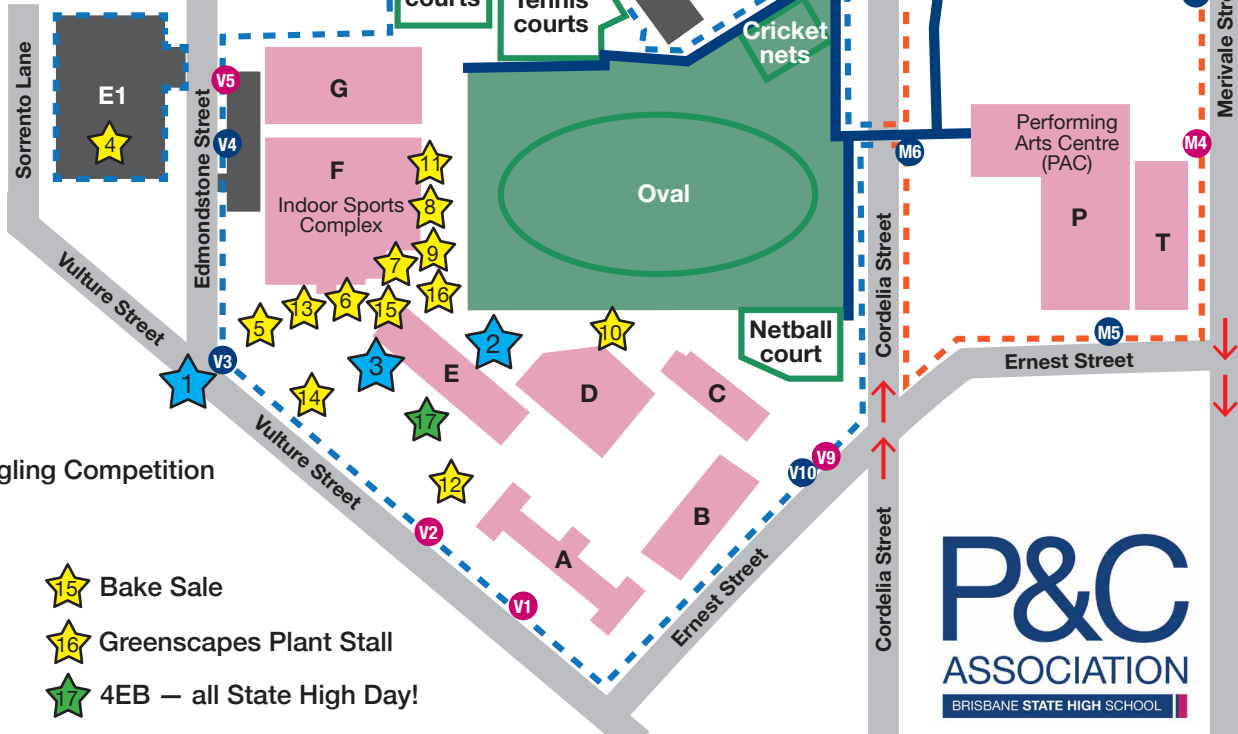 courts
Tennis
courts
Cricket
nets
Sorrento Lane
E1
4
Edmondstone Street
V5
V4
G
F
Indoor Sports
Complex
11
8
9
7
16
6
13
15
5
Oval
M6
Performing
Arts Centre
(PAC)
P
T
M4
Merivale Str
Cordelia Street
Vulture Street
1
V3
2
3
E
10
D
C
Netball
court
M5
Ernest Street
14
17
12
Vulture Street
V2
V1
A
B
V10
V9
Ernest Street
Cordelia Street
gling Competition
15 Bake Sale
16 Greenscapes Plant Stall
17 4EB — all State High Day!
P&C
ASSOCIATION
BRISBANE STATE HIGH SCHOOL